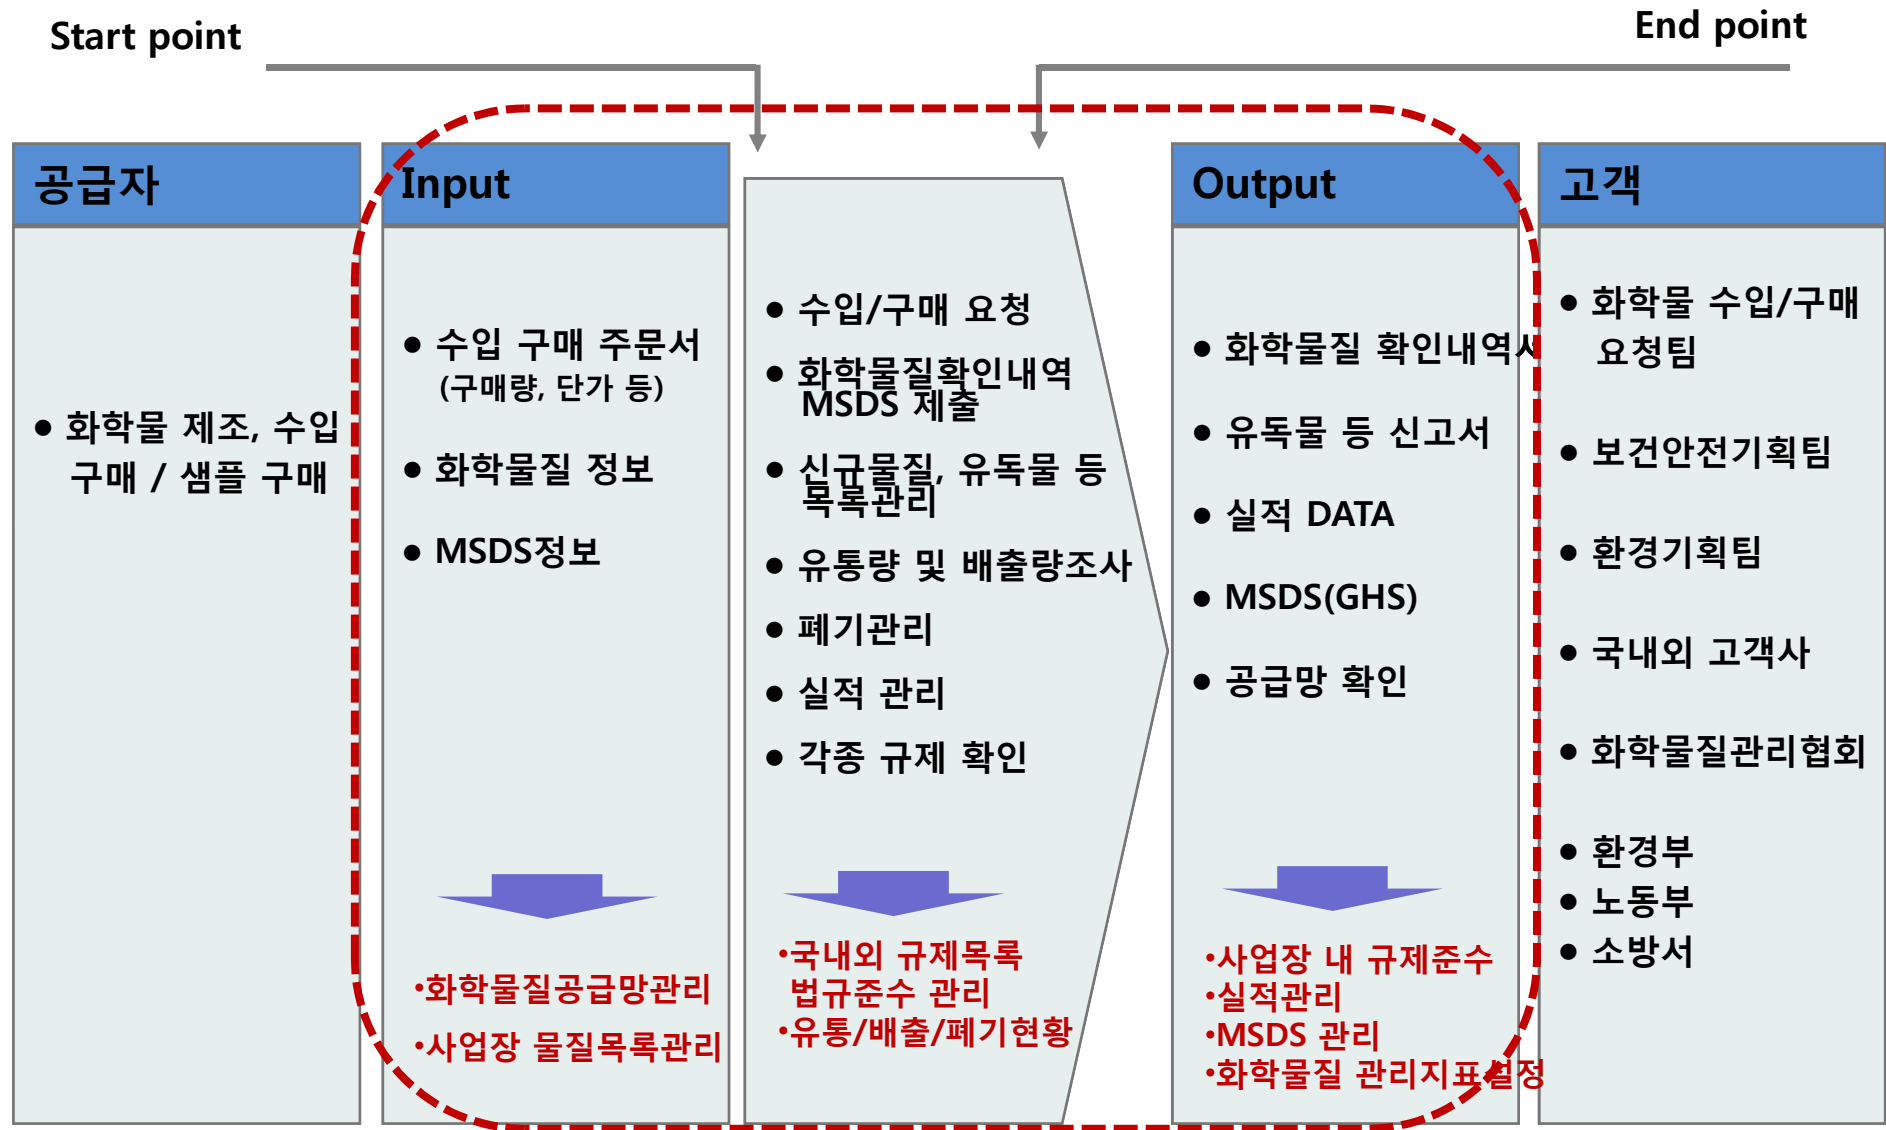 Start point
End point
공급자
● 화학물 제조, 수입
구매 / 샘플 구매
Input
● 수입 구매 주문서
(구매량, 단가 등)
● 화학물질 정보
● MSDS정보
•화학물질공급망관리
•사업장 물질목록관리
● 수입/구매 요청
● 화학물질확인내역
MSDS 제출
● 신규물질, 유독물 등
목록관리
● 유통량 및 배출량조사
● 폐기관리
● 실적 관리
● 각종 규제 확인
•국내외 규제목록
법규준수 관리
•유통/배출/폐기현황
Output
● 화학물질 확인내역서
● 유독물 등 신고서
● 실적 DATA
● MSDS(GHS)
● 공급망 확인
•사업장 내 규제준수
•실적관리
•MSDS 관리
•화학물질 관리지표설정
고객
● 화학물 수입/구매
요청팀
● 보건안전기획팀
● 환경기획팀
● 국내외 고객사
● 화학물질관리협회
● 환경부
● 노동부
● 소방서